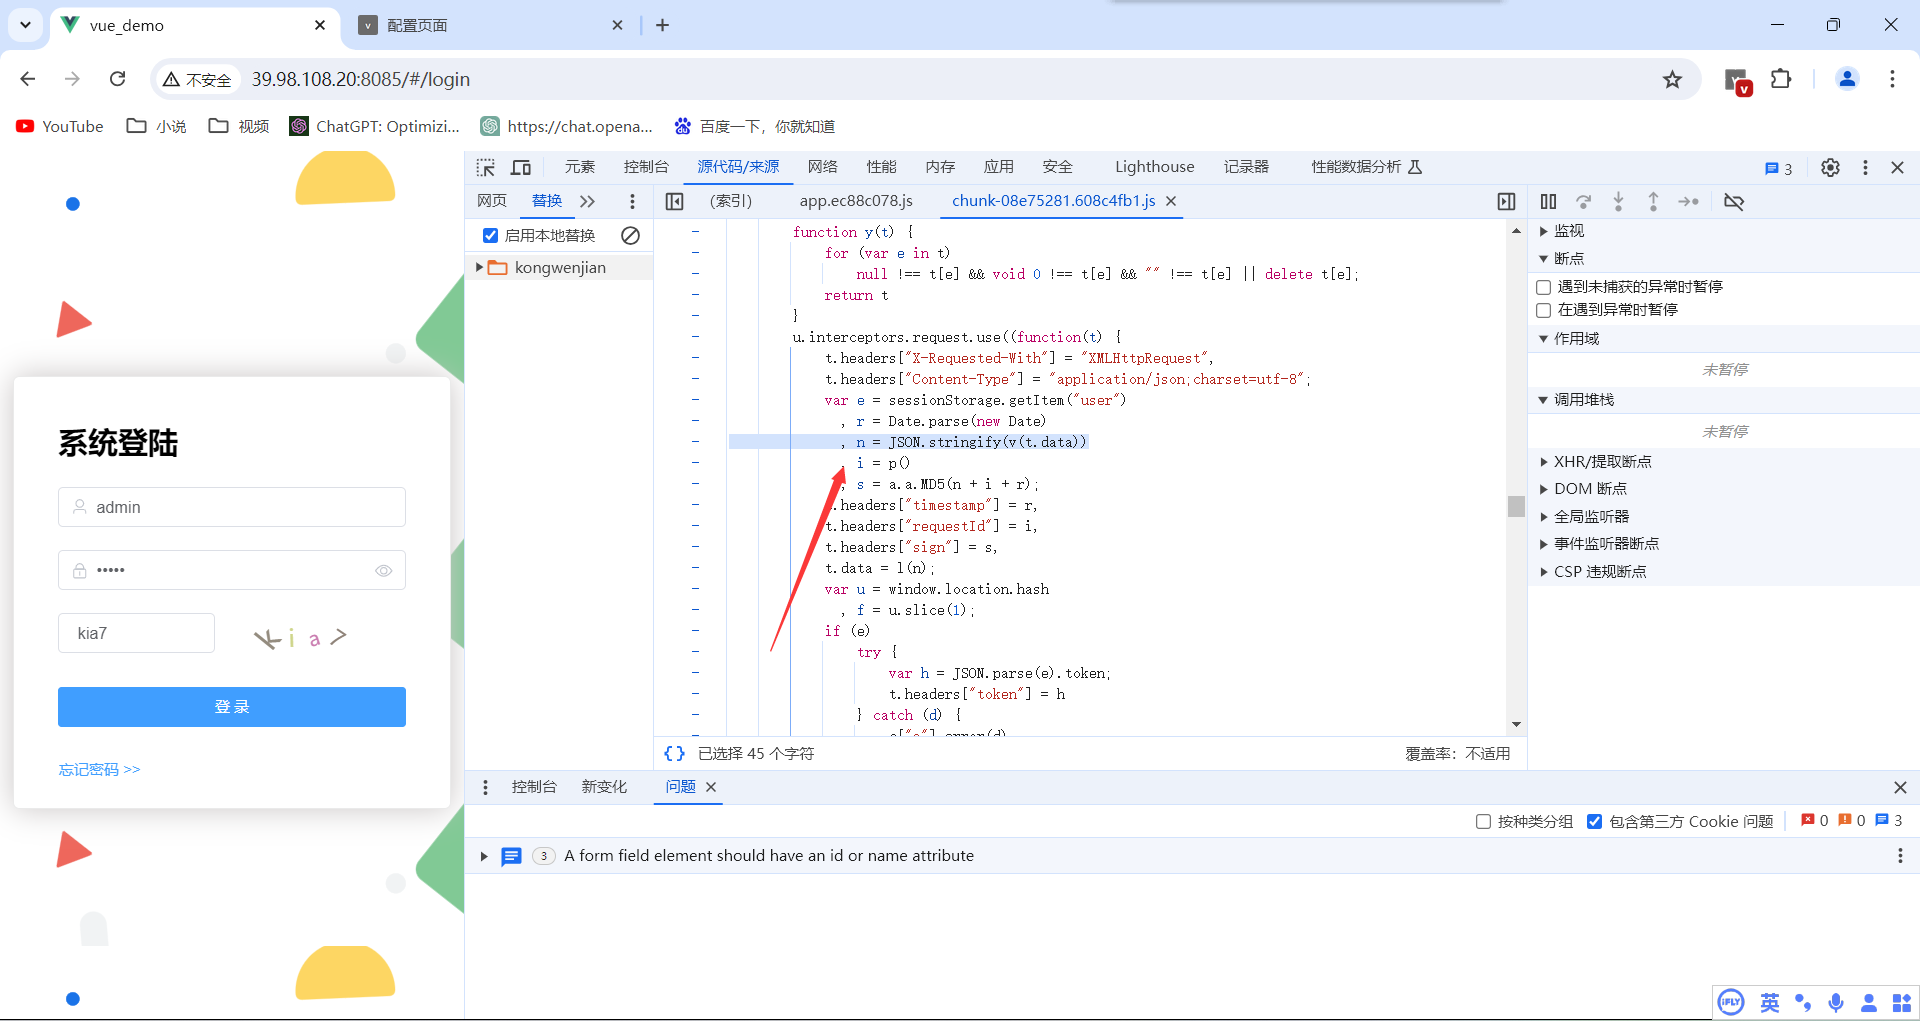 vue_demo
配置页面
不安全
39.98.108.20:8085/#/login
YouTube
小说
视频
ChatGPT: Optimizi...
https://chat.opena...
百度一下，你就知道
系统登陆
admin
•••••
kia7
kia>
登 录
忘记密码 >>
元素
控制台
源代码/来源
网络
性能
内存
应用
安全
Lighthouse
记录器
性能数据分析
3
网页
替换
(索引)
app.ec88c078.js
chunk-08e75281.608c4fb1.js
启用本地替换
kongwenjian
function y(t) {
for (var e in t)
null !== t[e] && void 0 !== t[e] && "" !== t[e] || delete t[e];
return t
}
u.interceptors.request.use((function(t) {
t.headers["X-Requested-With"] = "XMLHttpRequest",
t.headers["Content-Type"] = "application/json;charset=utf-8";
var e = sessionStorage.getItem("user")
, r = Date.parse(new Date)
, n = JSON.stringify(v(t.data))
, i = p()
, s = a.a.MD5(n + i + r);
t.headers["timestamp"] = r,
t.headers["requestId"] = i,
t.headers["sign"] = s,
t.data = l(n);
var u = window.location.hash
, f = u.slice(1);
if (e)
try {
var h = JSON.parse(e).token;
t.headers["token"] = h
} catch (d) {
已选择 45 个字符
覆盖率：不适用
监视
断点
遇到未捕获的异常时暂停
在遇到异常时暂停
作用域
未暂停
调用堆栈
未暂停
XHR/提取断点
DOM 断点
全局监听器
事件监听器断点
CSP 违规断点
控制台
新变化
问题
按种类分组
包含第三方 Cookie 问题
0
0
3
3
A form field element should have an id or name attribute
iFLY
英